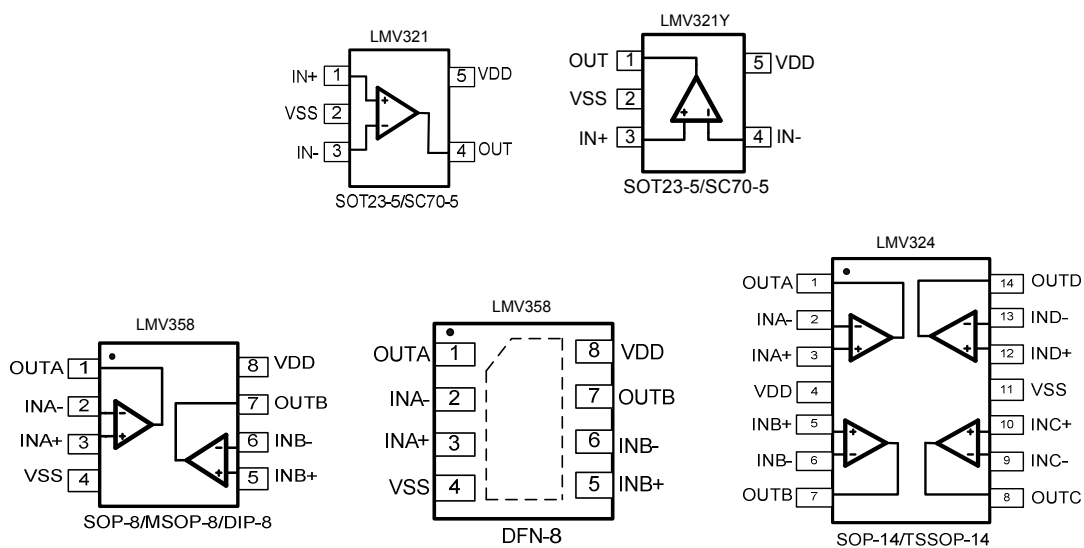 LMV321
IN+ 1
VSS 2
IN- 3
5 VDD
4 OUT
+
-
SOT23-5/SC70-5
LMV321Y
OUT 1
VSS 2
IN+ 3
5 VDD
4 IN-
+ -
SOT23-5/SC70-5
LMV358
OUTA 1
INA- 2
INA+ 3
VSS 4
8 VDD
7 OUTB
6 INB-
5 INB+
-
+
-
+
SOP-8/MSOP-8/DIP-8
LMV358
OUTA 1
INA- 2
INA+ 3
VSS 4
8 VDD
7 OUTB
6 INB-
5 INB+
DFN-8
LMV324
OUTA 1
INA- 2
INA+ 3
VDD 4
INB+ 5
INB- 6
OUTB 7
14 OUTD
13 IND-
12 IND+
11 VSS
10 INC+
9 INC-
8 OUTC
-
+
-
+
+
-
+
-
SOP-14/TSSOP-14